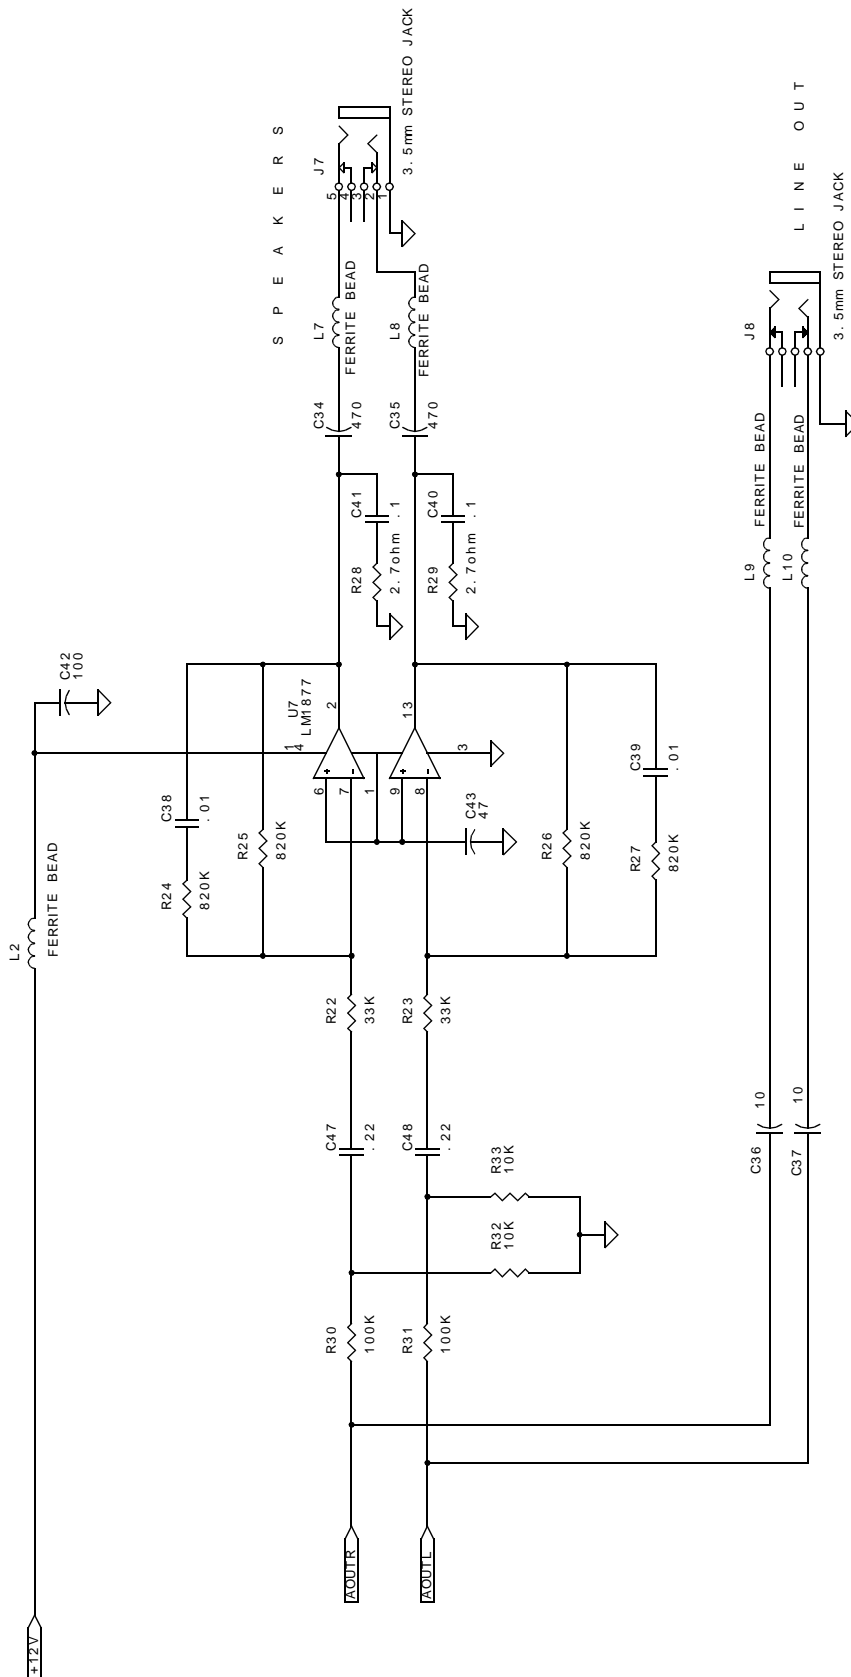 S P E A K E R S
J7
3.5mm STEREO JACK
5
4
3
2
1
L7
FERRITE BEAD
L8
FERRITE BEAD
C34
470
C35
470
C41
.1
R28
2.7ohm
C40
.1
R29
2.7ohm
C42
100
U7
LM1877
2
14
6
7
1
13
9
8
3
C43
47
C38
.01
R24
820K
R25
820K
R26
820K
C39
.01
R27
820K
L2
FERRITE BEAD
R22
33K
R23
33K
C47
.22
C48
.22
R33
10K
R32
10K
R30
100K
R31
100K
AOUTR
AOUTL
+12V
L I N E O U T
J8
3.5mm STEREO JACK
L9
FERRITE BEAD
L10
FERRITE BEAD
C36
10
C37
10